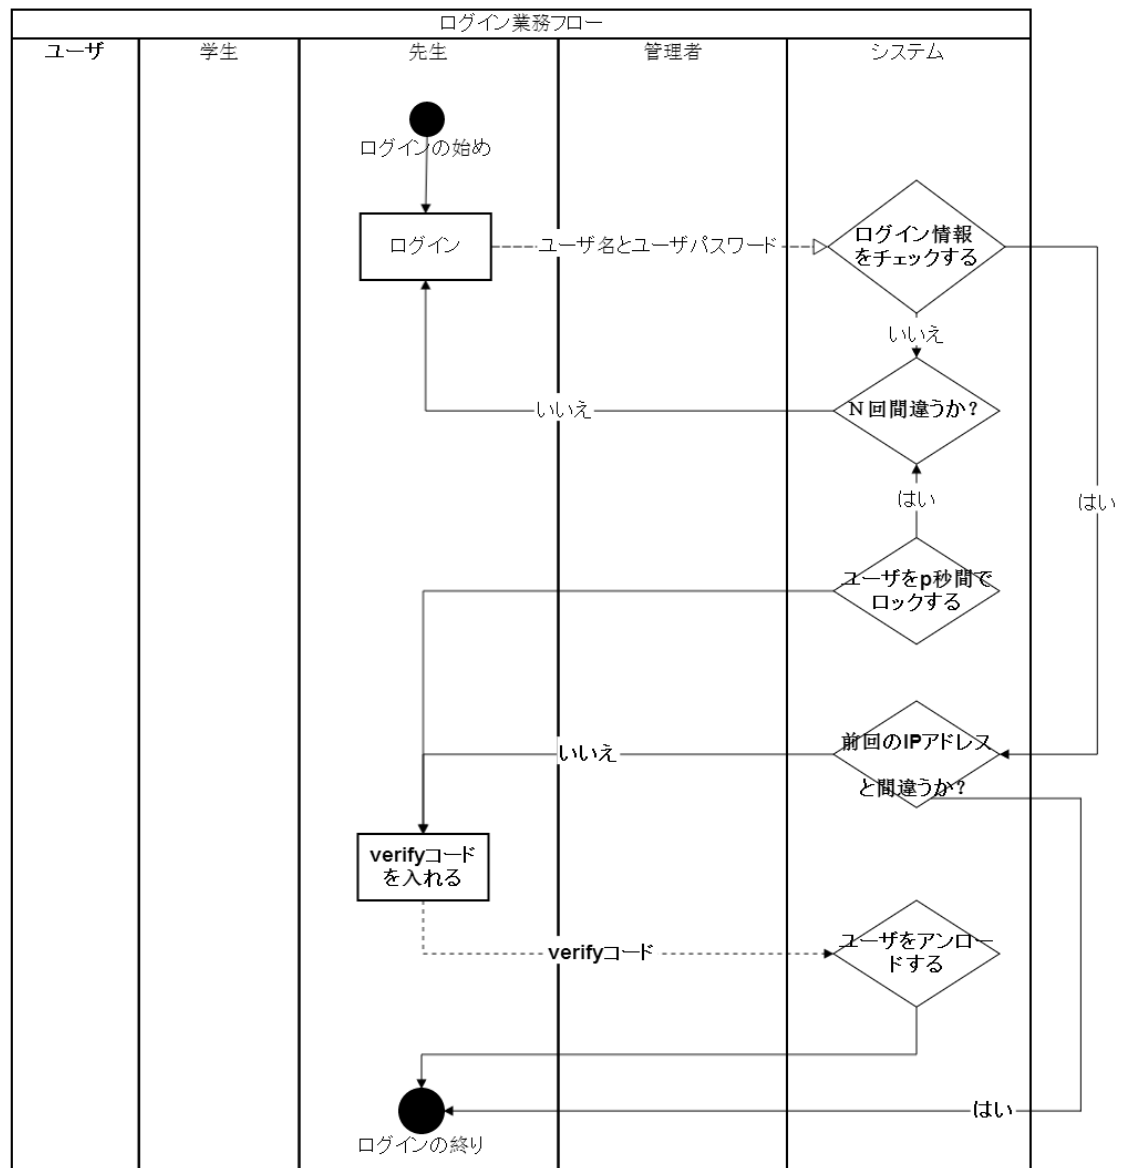 ログイン業務フロー
ユーザ
学生
先生
管理者
システム
ログインの始め
ログイン
ユーザ名とユーザパスワード
ログイン情報
をチェックする
いいえ
N回間違うか?
いいえ
はい
はい
ユーザをp秒間で
ロックする
前回のIPアドレス
と間違うか?
いいえ
verifyコード
を入れる
verifyコード
ユーザをアンロー
ドする
はい
ログインの終り